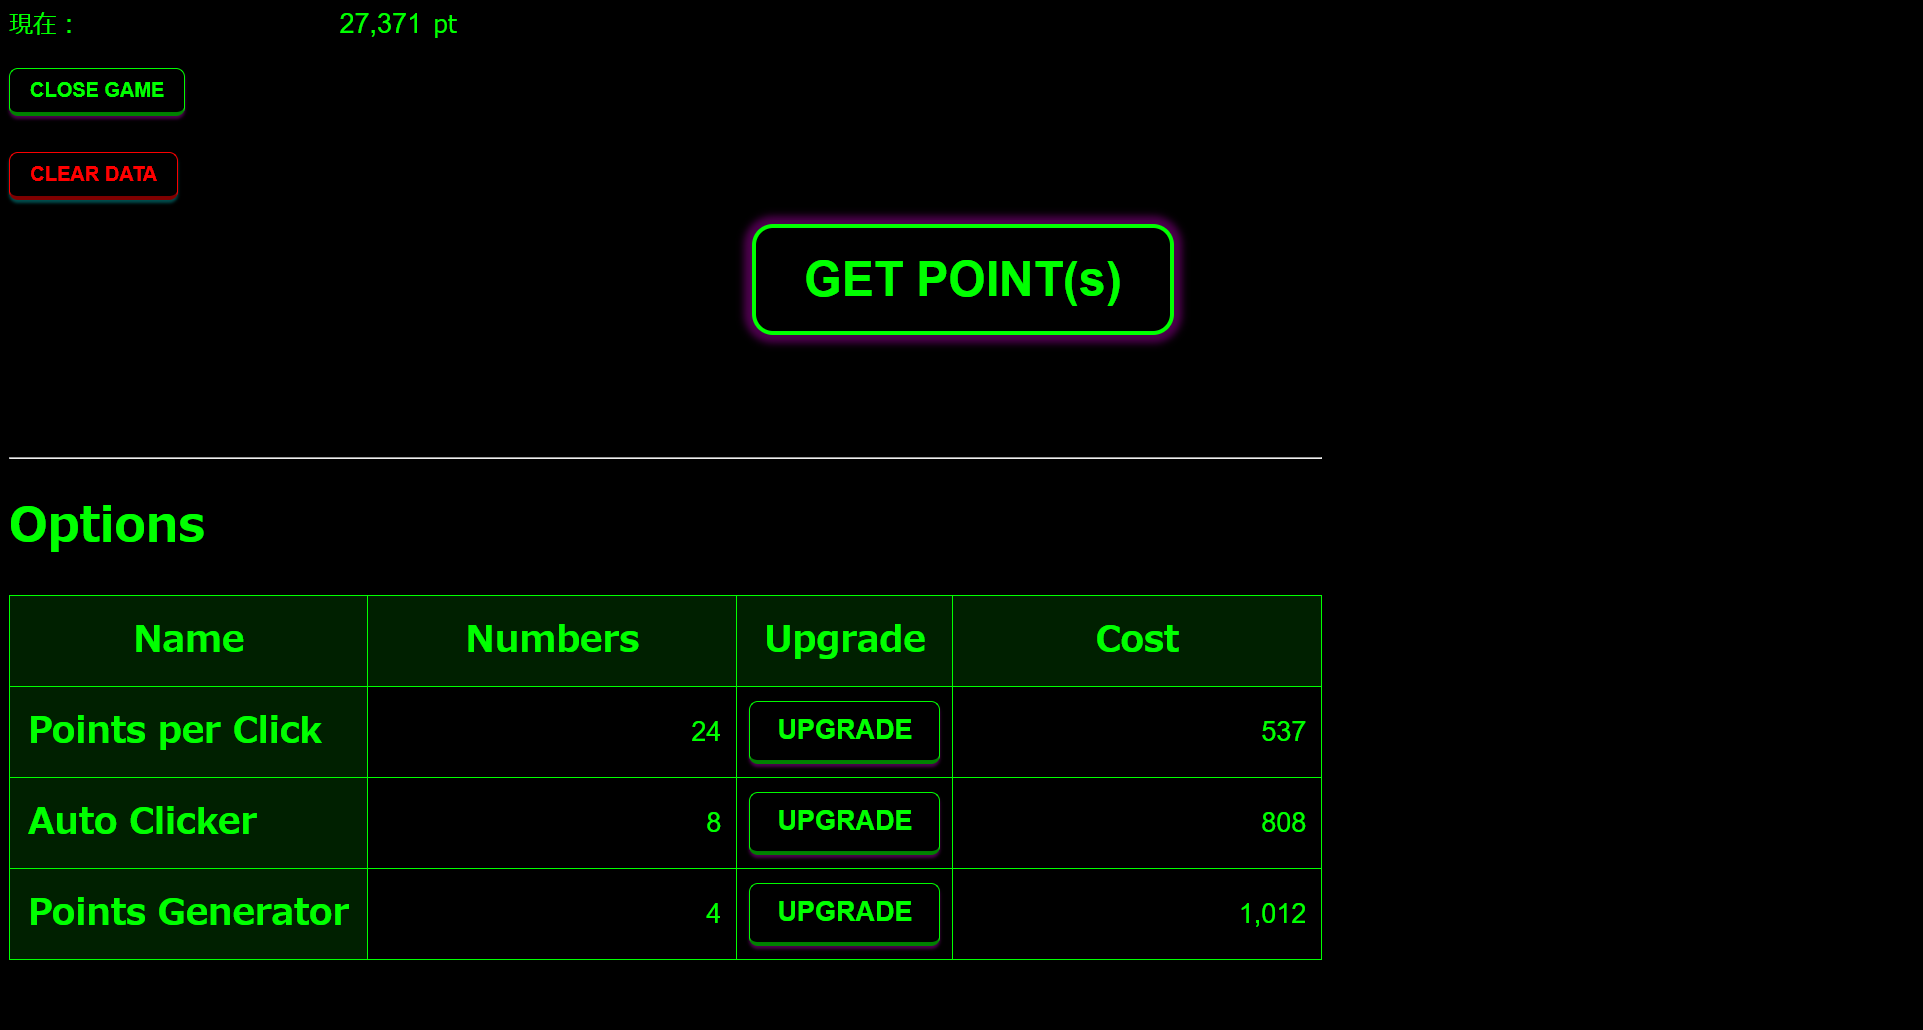 現在： 27,371 pt
CLOSE GAME
CLEAR DATA
GET POINT(s)
Options
Name Numbers Upgrade Cost
Points per Click 24 UPGRADE 537
Auto Clicker 8 UPGRADE 808
Points Generator 4 UPGRADE 1,012